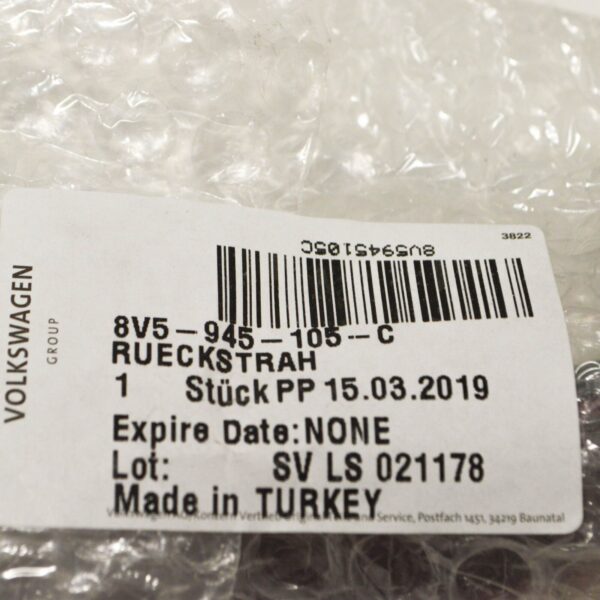 3822
8V5945105C
8V5-945-105--C
RUECKSTRAH
1 Stück PP 15.03.2019
Expire Date:NONE
Lot: SV LS 021178
Made in TURKEY
Service, Postfach 1451, 34219 Baunatal
VOLKSWAGEN
GROUP